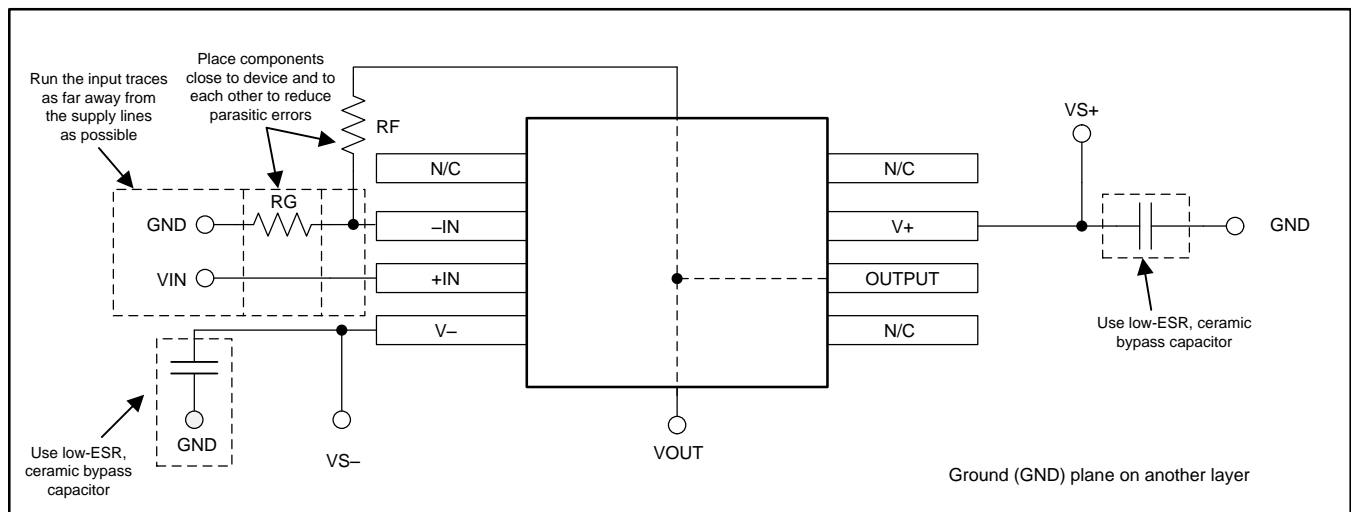 Run the input traces
as far away from
the supply lines
as possible
Place components
close to device and to
each other to reduce
parasitic errors
RF
VS+
N/C
N/C
RG
GND
–IN
V+
GND
VIN
+IN
OUTPUT
V–
N/C
Use low-ESR, ceramic
bypass capacitor
GND
Use low-ESR,
ceramic bypass
capacitor
VS–
VOUT
Ground (GND) plane on another layer